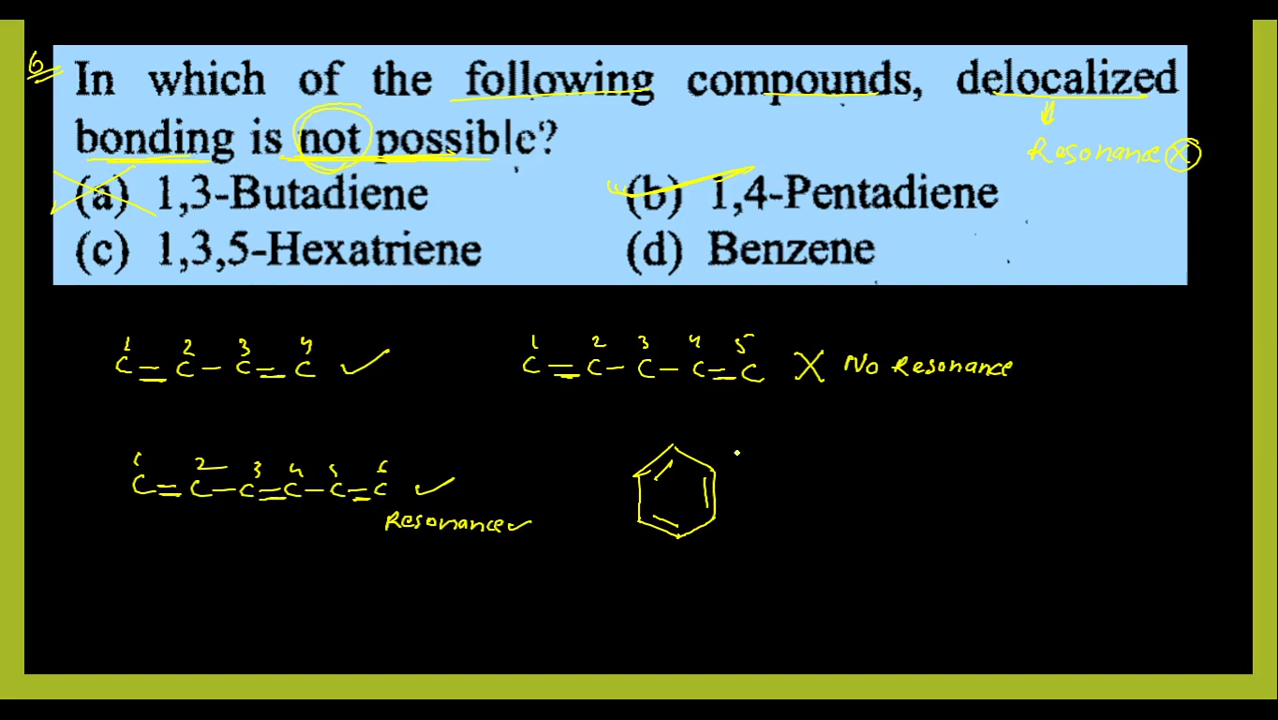 6 In which of the following compounds, delocalized
bonding is not possible?
Resonance X
(a) 1,3-Butadiene (b) 1,4-Pentadiene
(c) 1,3,5-Hexatriene (d) Benzene
1 2 3 4
C=C-C=C ✓
1 2 3 4 5
C=C-C-C=C X No Resonance
1 2 3 4 5 6
C=C-C=C-C=C ✓
Resonance ✓